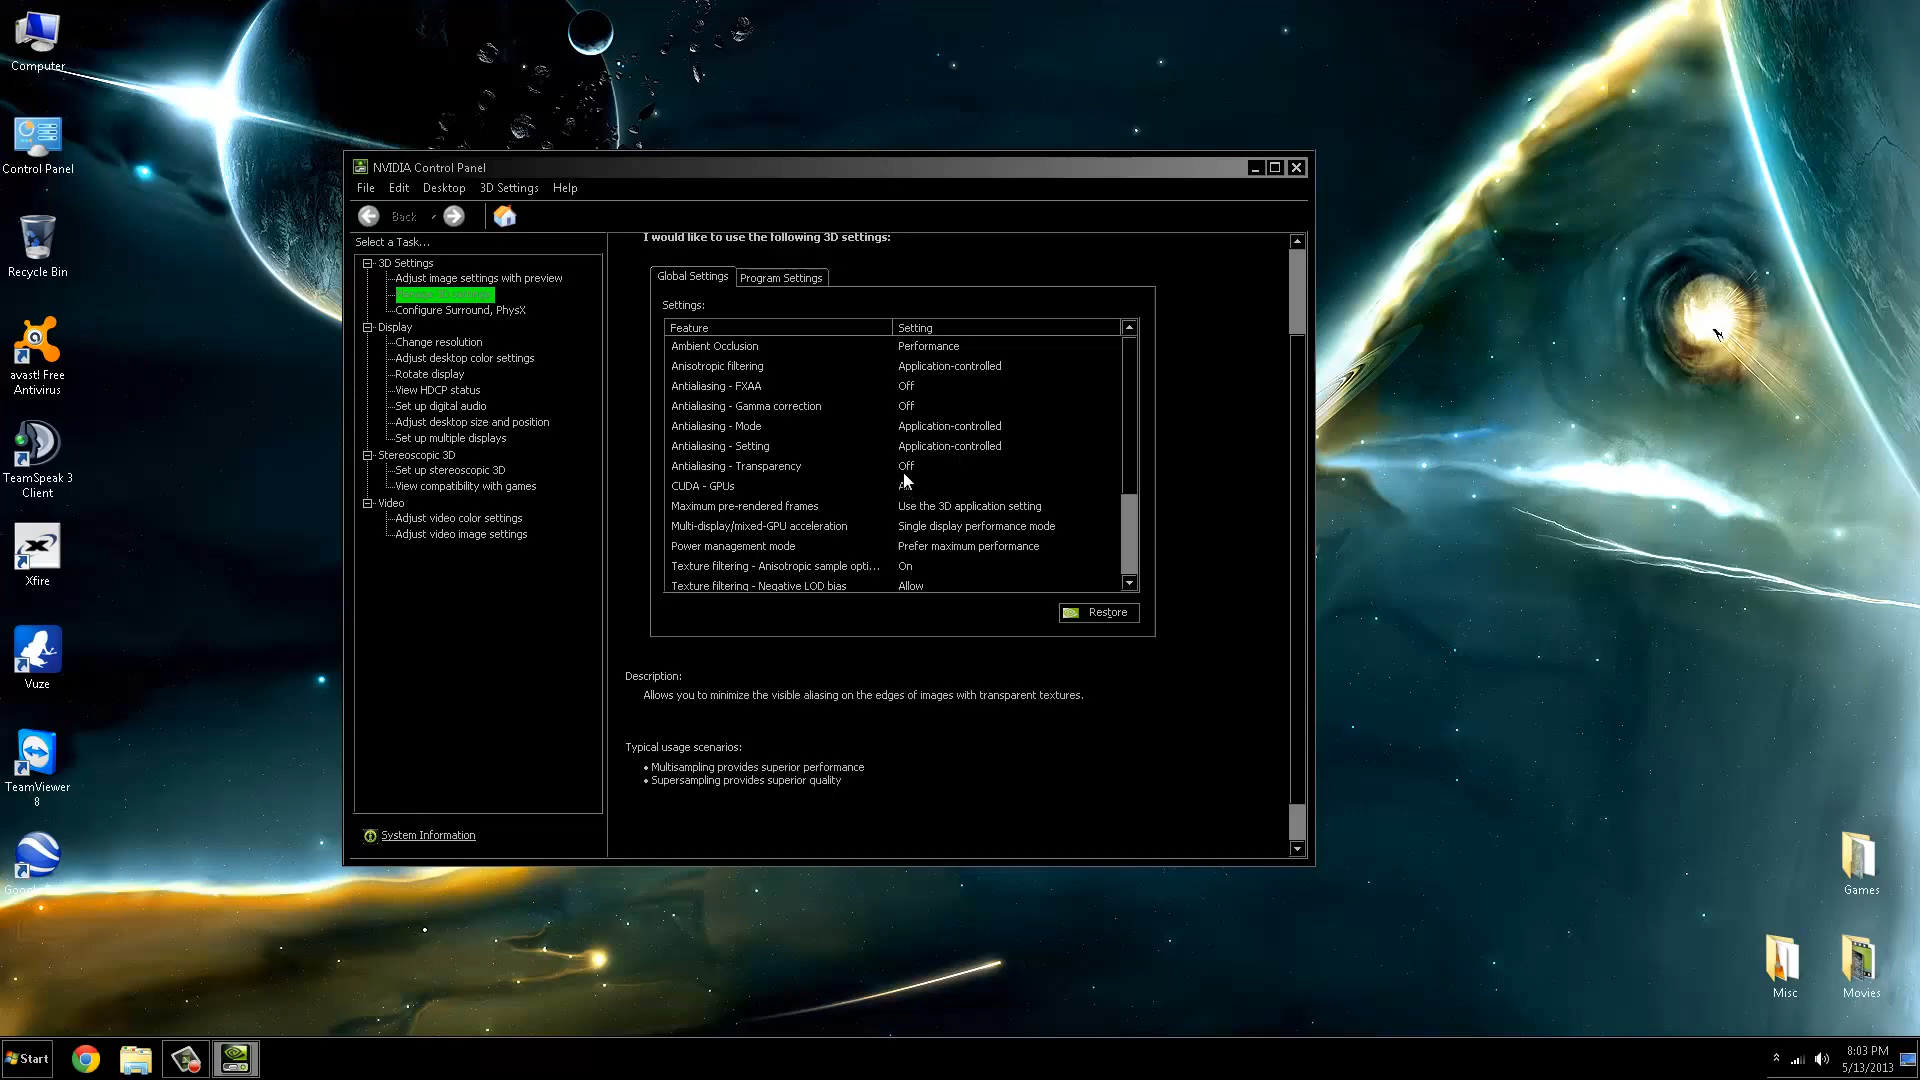 Computer
Control Panel
Recycle Bin
avast! Free
Antivirus
TeamSpeak 3
Client
Xfire
Vuze
TeamViewer
8
NVIDIA Control Panel
File Edit Desktop 3D Settings Help
Back
Select a Task...
3D Settings
Adjust image settings with preview
Configure Surround, PhysX
Display
Change resolution
Adjust desktop color settings
Rotate display
View HDCP status
Set up digital audio
Adjust desktop size and position
Set up multiple displays
Stereoscopic 3D
Set up stereoscopic 3D
View compatibility with games
Video
Adjust video color settings
Adjust video image settings
System Information
I would like to use the following 3D settings:
Global Settings Program Settings
Settings:
Feature Setting
Ambient Occlusion Performance
Anisotropic filtering Application-controlled
Antialiasing - FXAA Off
Antialiasing - Gamma correction Off
Antialiasing - Mode Application-controlled
Antialiasing - Setting Application-controlled
Antialiasing - Transparency Off
CUDA - GPUs
Maximum pre-rendered frames Use the 3D application setting
Multi-display/mixed-GPU acceleration Single display performance mode
Power management mode Prefer maximum performance
Texture filtering - Anisotropic sample opti... On
Texture filtering - Negative LOD bias Allow
Restore
Description:
Allows you to minimize the visible aliasing on the edges of images with transparent textures.
Typical usage scenarios:
• Multisampling provides superior performance
• Supersampling provides superior quality
Games
Misc
Movies
Start
8:03 PM
5/13/2013